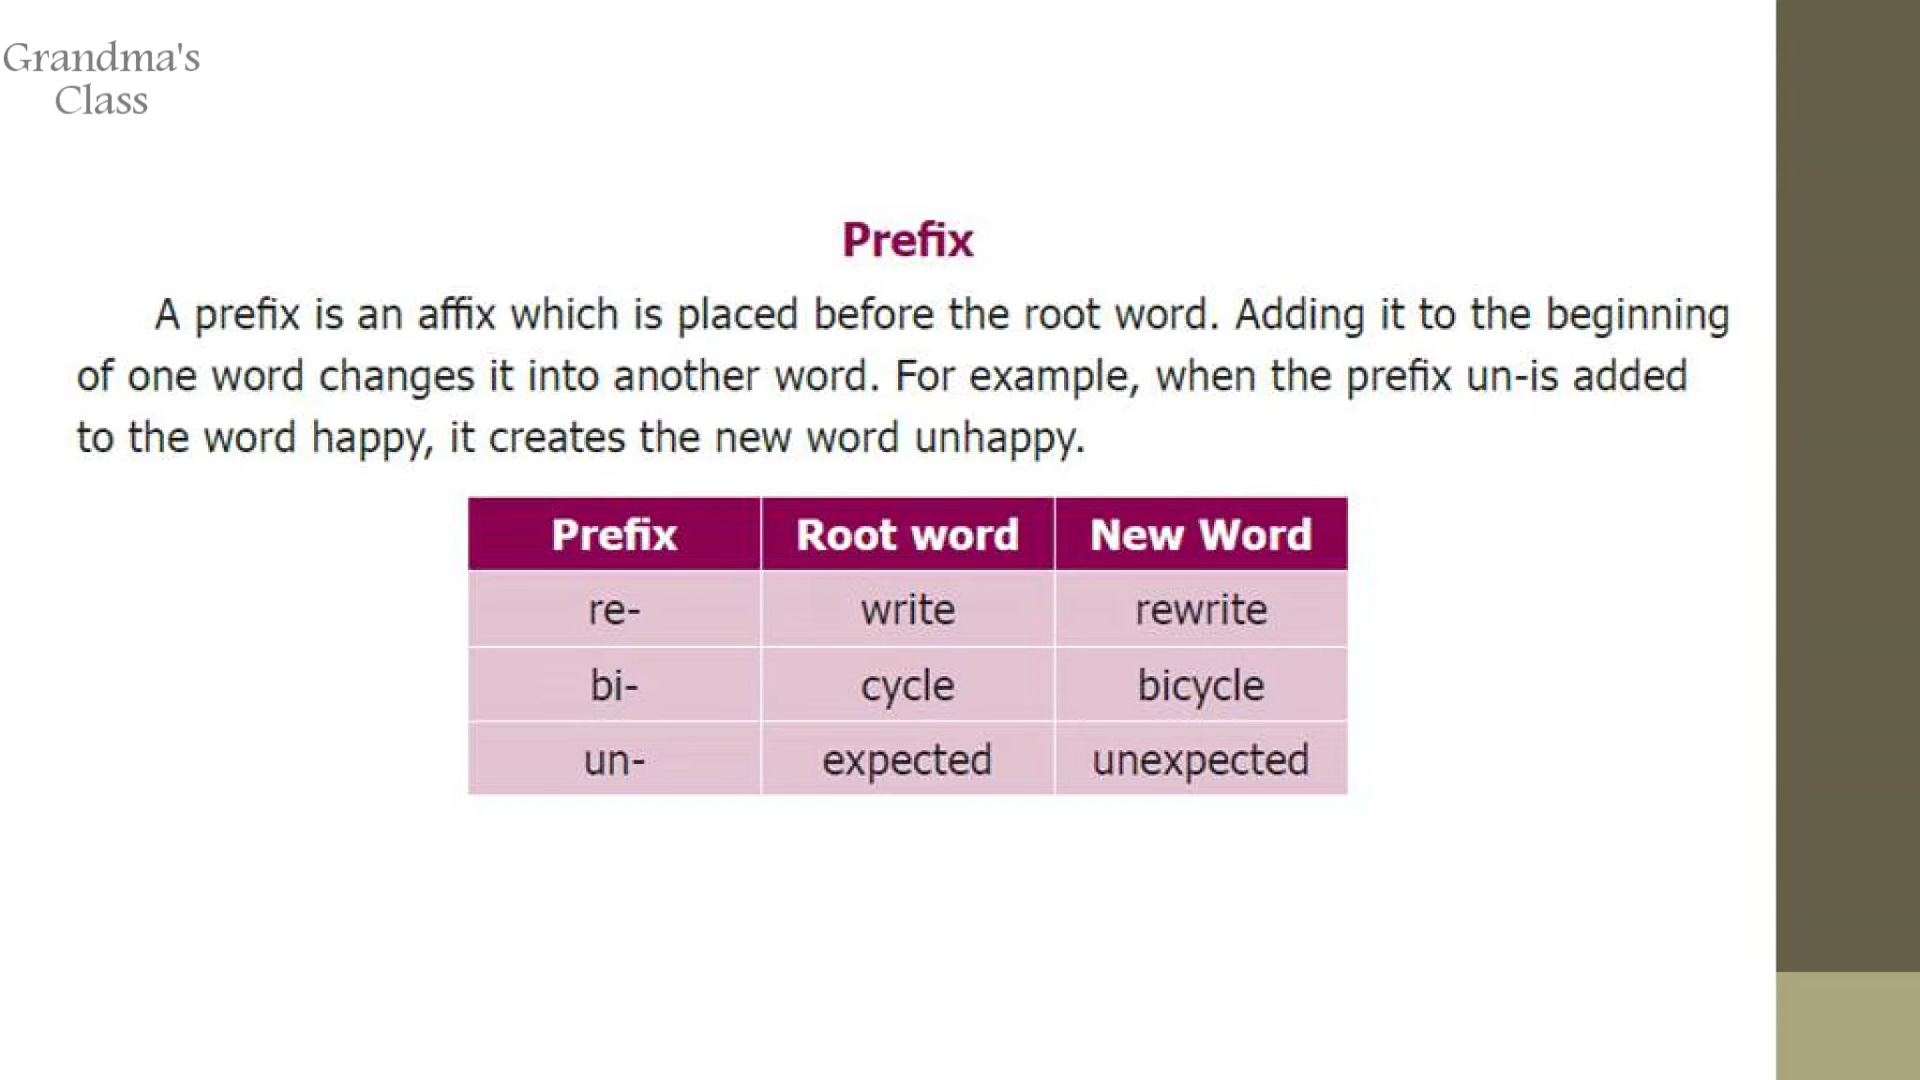 Grandma's
Class
Prefix
A prefix is an affix which is placed before the root word. Adding it to the beginning
of one word changes it into another word. For example, when the prefix un-is added
to the word happy, it creates the new word unhappy.
Prefix Root word New Word
re- write rewrite
bi- cycle bicycle
un- expected unexpected